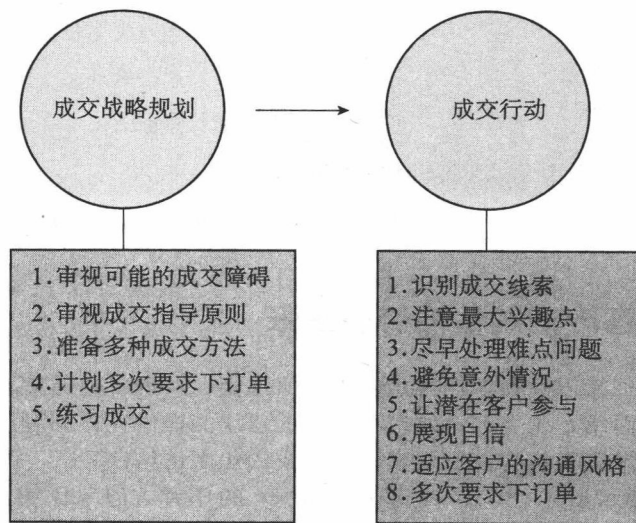 成交战略规划
成交行动
1.审视可能的成交障碍
2.审视成交指导原则
3.准备多种成交方法
4.计划多次要求下订单
5.练习成交
1.识别成交线索
2.注意最大兴趣点
3.尽早处理难点问题
4.避免意外情况
5.让潜在客户参与
6.展现自信
7.适应客户的沟通风格
8.多次要求下订单